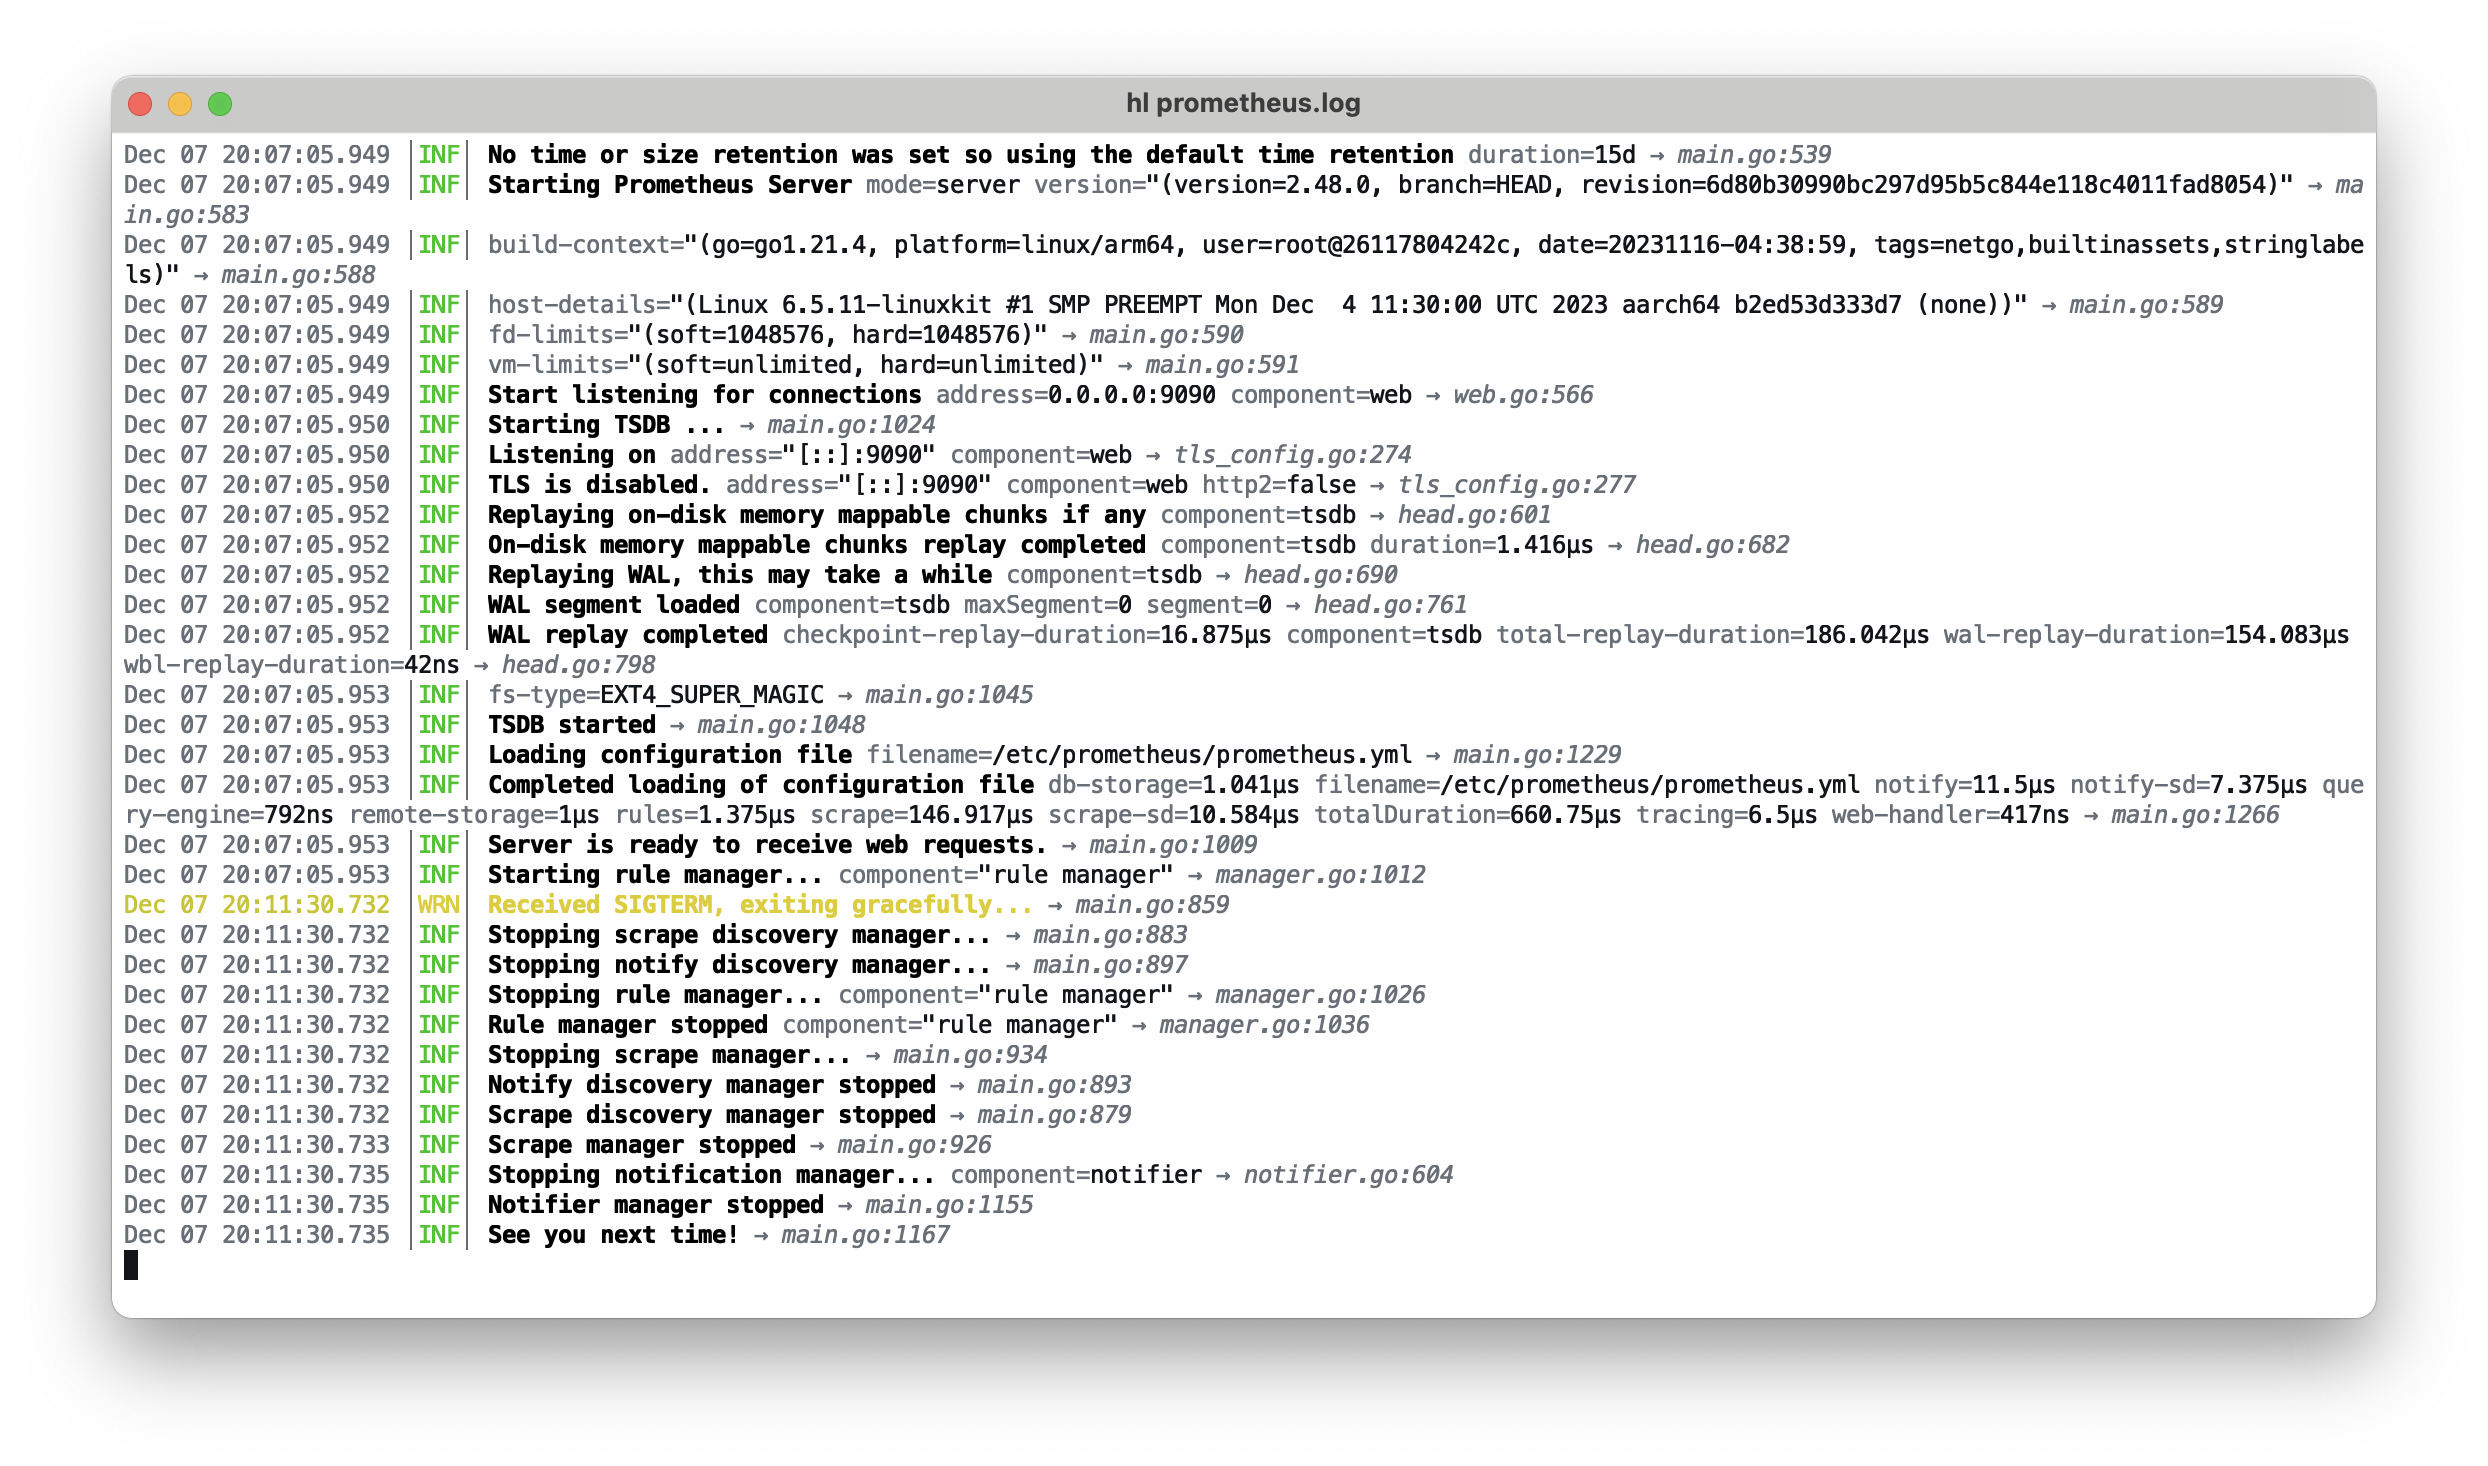 hl prometheus.log
Dec 07 20:07:05.949 │INF│ No time or size retention was set so using the default time retention duration=15d → main.go:539
Dec 07 20:07:05.949 │INF│ Starting Prometheus Server mode=server version="(version=2.48.0, branch=HEAD, revision=6d80b30990bc297d95b5c844e118c4011fad8054)" → ma
in.go:583
Dec 07 20:07:05.949 │INF│ build-context="(go=go1.21.4, platform=linux/arm64, user=root@26117804242c, date=20231116-04:38:59, tags=netgo,builtinassets,stringlabe
ls)" → main.go:588
Dec 07 20:07:05.949 │INF│ host-details="(Linux 6.5.11-linuxkit #1 SMP PREEMPT Mon Dec  4 11:30:00 UTC 2023 aarch64 b2ed53d333d7 (none))" → main.go:589
Dec 07 20:07:05.949 │INF│ fd-limits="(soft=1048576, hard=1048576)" → main.go:590
Dec 07 20:07:05.949 │INF│ vm-limits="(soft=unlimited, hard=unlimited)" → main.go:591
Dec 07 20:07:05.949 │INF│ Start listening for connections address=0.0.0.0:9090 component=web → web.go:566
Dec 07 20:07:05.950 │INF│ Starting TSDB ... → main.go:1024
Dec 07 20:07:05.950 │INF│ Listening on address="[::]:9090" component=web → tls_config.go:274
Dec 07 20:07:05.950 │INF│ TLS is disabled. address="[::]:9090" component=web http2=false → tls_config.go:277
Dec 07 20:07:05.952 │INF│ Replaying on-disk memory mappable chunks if any component=tsdb → head.go:601
Dec 07 20:07:05.952 │INF│ On-disk memory mappable chunks replay completed component=tsdb duration=1.416µs → head.go:682
Dec 07 20:07:05.952 │INF│ Replaying WAL, this may take a while component=tsdb → head.go:690
Dec 07 20:07:05.952 │INF│ WAL segment loaded component=tsdb maxSegment=0 segment=0 → head.go:761
Dec 07 20:07:05.952 │INF│ WAL replay completed checkpoint-replay-duration=16.875µs component=tsdb total-replay-duration=186.042µs wal-replay-duration=154.083µs
wbl-replay-duration=42ns → head.go:798
Dec 07 20:07:05.953 │INF│ fs-type=EXT4_SUPER_MAGIC → main.go:1045
Dec 07 20:07:05.953 │INF│ TSDB started → main.go:1048
Dec 07 20:07:05.953 │INF│ Loading configuration file filename=/etc/prometheus/prometheus.yml → main.go:1229
Dec 07 20:07:05.953 │INF│ Completed loading of configuration file db-storage=1.041µs filename=/etc/prometheus/prometheus.yml notify=11.5µs notify-sd=7.375µs que
ry-engine=792ns remote-storage=1µs rules=1.375µs scrape=146.917µs scrape-sd=10.584µs totalDuration=660.75µs tracing=6.5µs web-handler=417ns → main.go:1266
Dec 07 20:07:05.953 │INF│ Server is ready to receive web requests. → main.go:1009
Dec 07 20:07:05.953 │INF│ Starting rule manager... component="rule manager" → manager.go:1012
Dec 07 20:11:30.732 │WRN│ Received SIGTERM, exiting gracefully... → main.go:859
Dec 07 20:11:30.732 │INF│ Stopping scrape discovery manager... → main.go:883
Dec 07 20:11:30.732 │INF│ Stopping notify discovery manager... → main.go:897
Dec 07 20:11:30.732 │INF│ Stopping rule manager... component="rule manager" → manager.go:1026
Dec 07 20:11:30.732 │INF│ Rule manager stopped component="rule manager" → manager.go:1036
Dec 07 20:11:30.732 │INF│ Stopping scrape manager... → main.go:934
Dec 07 20:11:30.732 │INF│ Notify discovery manager stopped → main.go:893
Dec 07 20:11:30.732 │INF│ Scrape discovery manager stopped → main.go:879
Dec 07 20:11:30.733 │INF│ Scrape manager stopped → main.go:926
Dec 07 20:11:30.735 │INF│ Stopping notification manager... component=notifier → notifier.go:604
Dec 07 20:11:30.735 │INF│ Notifier manager stopped → main.go:1155
Dec 07 20:11:30.735 │INF│ See you next time! → main.go:1167